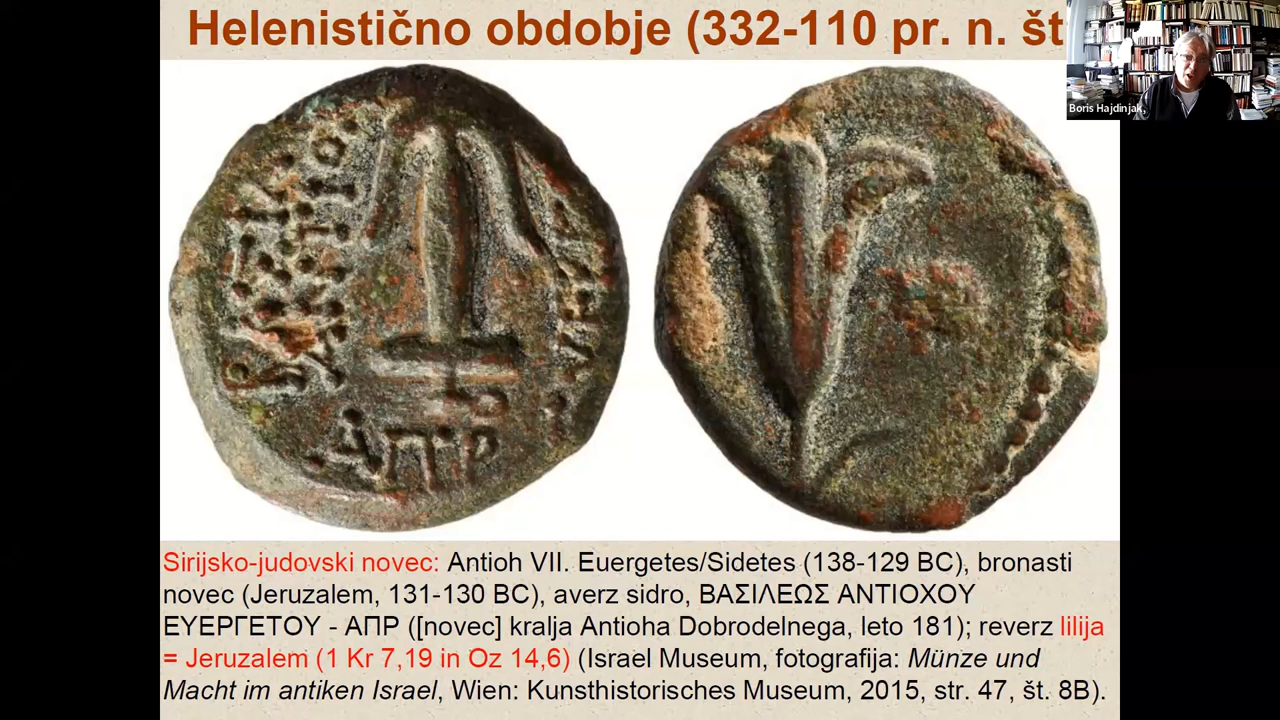 Helenistično obdobje (332-110 pr. n. št
Boris Hajdinjak,
ΑΠΡ
Sirijsko-judovski novec: Antioh VII. Euergetes/Sidetes (138-129 BC), bronasti
novec (Jeruzalem, 131-130 BC), averz sidro, ΒΑΣΙΛΕΩΣ ΑΝΤΙΟΧΟΥ
ΕΥΕΡΓΕΤΟΥ - ΑΠΡ ([novec] kralja Antioha Dobrodelnega, leto 181); reverz lilija
= Jeruzalem (1 Kr 7,19 in Oz 14,6) (Israel Museum, fotografija: Münze und
Macht im antiken Israel, Wien: Kunsthistorisches Museum, 2015, str. 47, št. 8B).